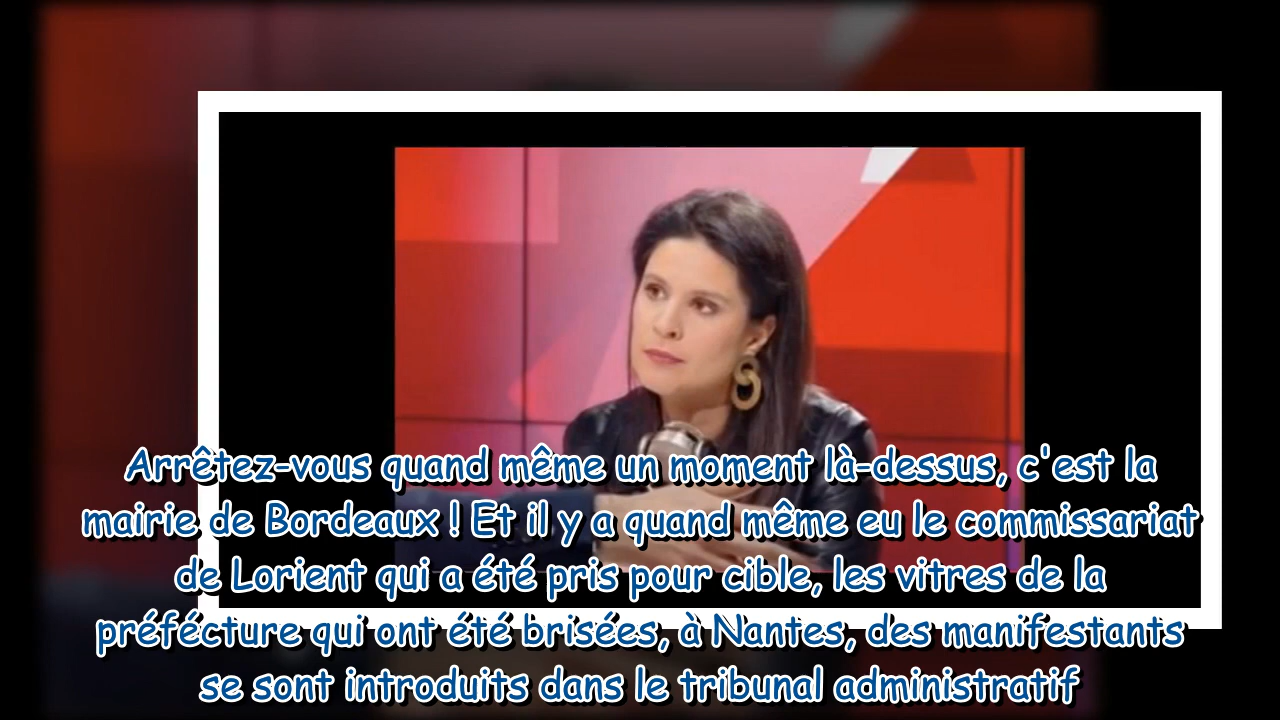 Arrêtez-vous quand même un moment là-dessus, c'est la
mairie de Bordeaux ! Et il y a quand même eu le commissariat
de Lorient qui a été pris pour cible, les vitres de la
préfécture qui ont été brisées, à Nantes, des manifestants
se sont introduits dans le tribunal administratif